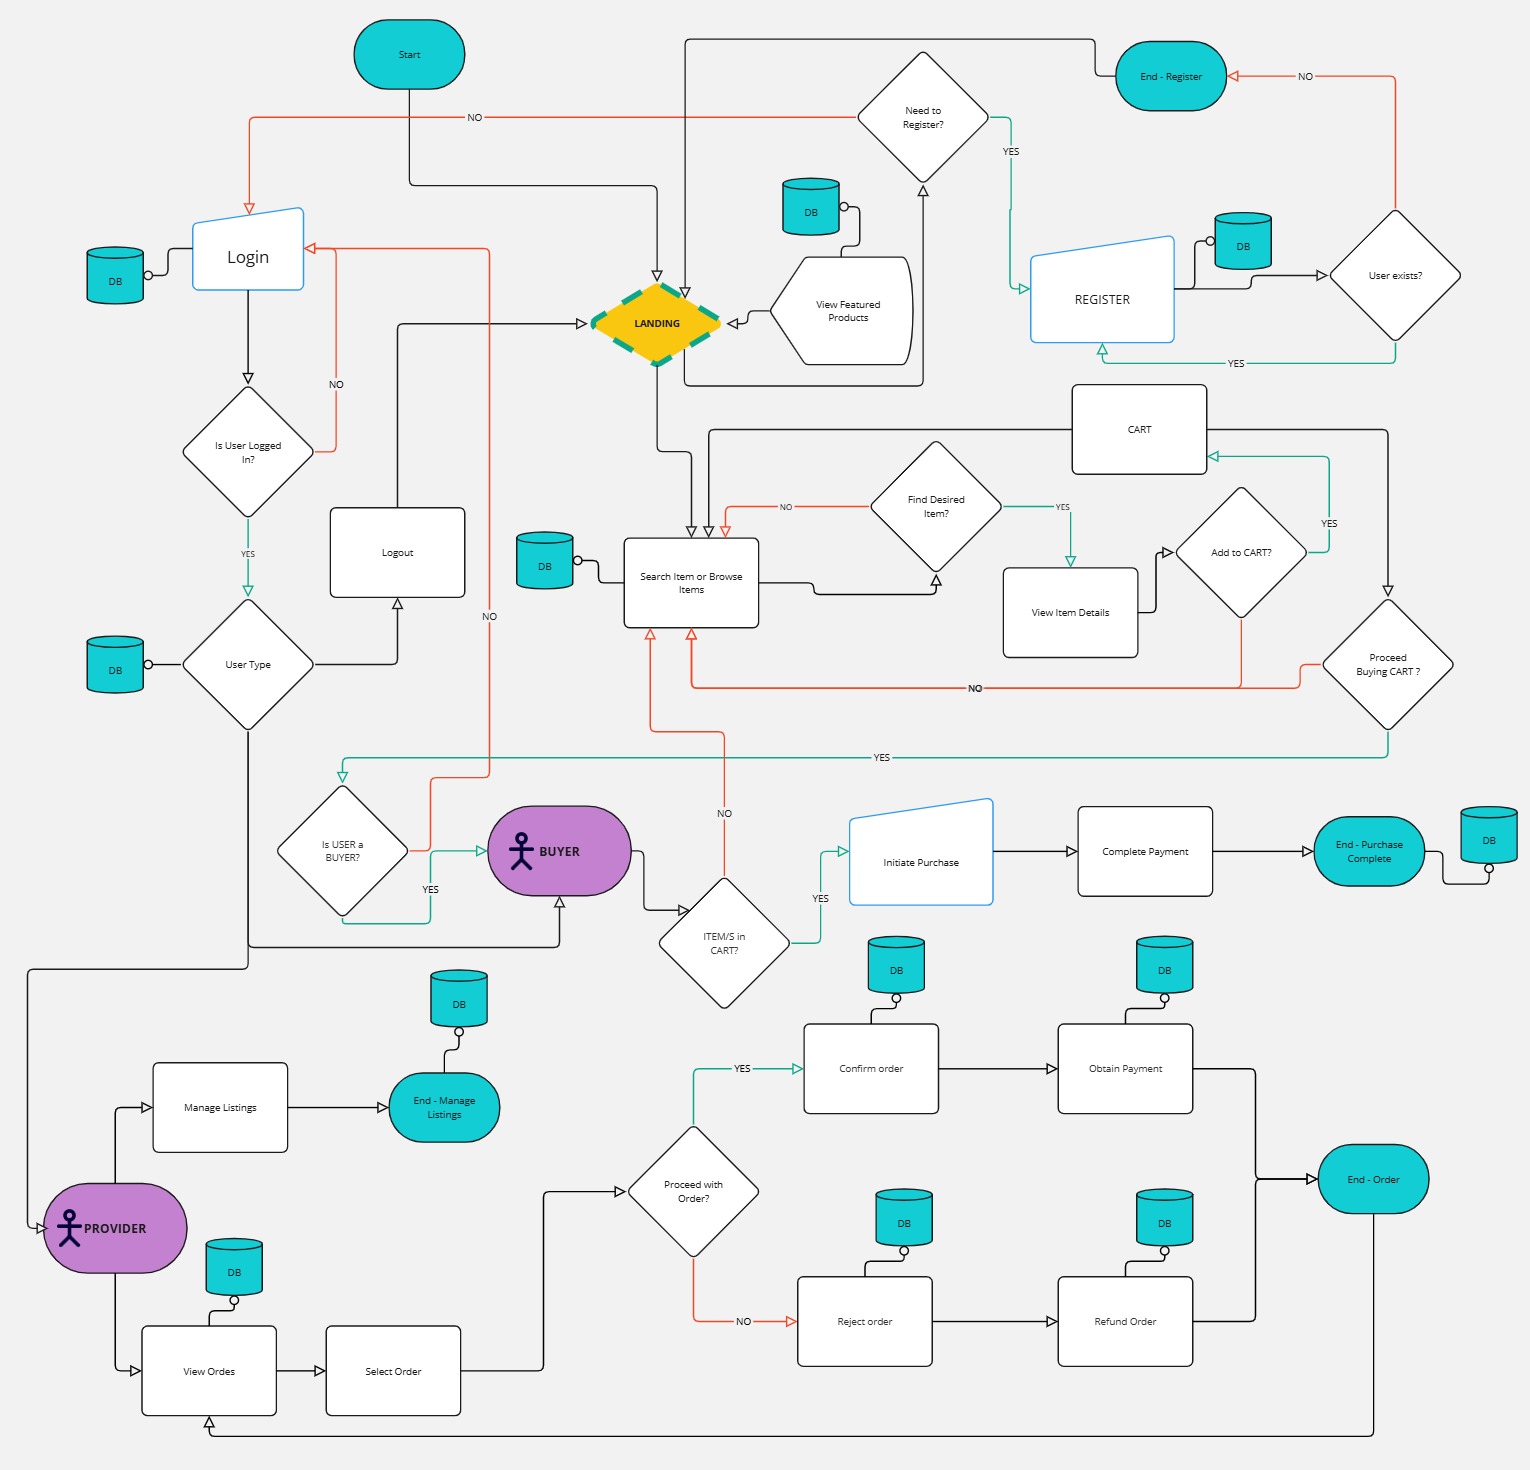 Start
End - Register
NO
Need to
Register?
NO
YES
DB
DB
Login
DB
View Featured
Products
LANDING
REGISTER
User exists?
YES
NO
CART
Is User Logged
In?
Find Desired
Item?
NO
YES
YES
Add to CART?
YES
Logout
DB
Search Item or Browse
Items
View Item Details
NO
DB
User Type
Proceed
Buying CART ?
NO
YES
NO
Is USER a
BUYER?
BUYER
YES
Initiate Purchase
Complete Payment
End - Purchase
Complete
DB
YES
ITEM/S in
CART?
DB
DB
DB
Confirm order
Obtain Payment
YES
Manage Listings
End - Manage
Listings
Proceed with
Order?
End - Order
PROVIDER
DB
DB
DB
NO
Reject order
Refund Order
View Ordes
Select Order